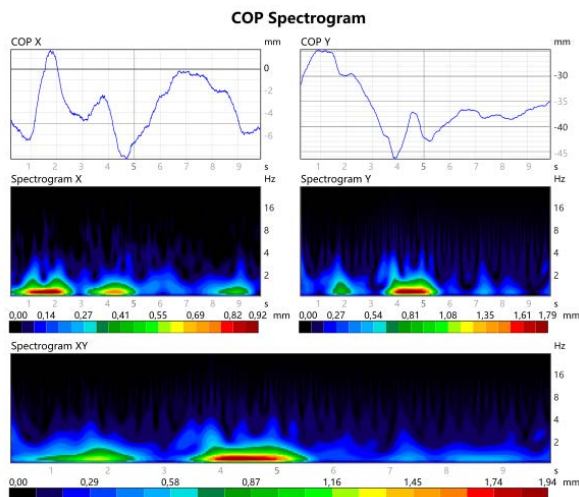 COP Spectrogram
COP X mm
0
-2
-4
-6
1 2 3 4 5 6 7 8 9 s
COP Y mm
-30
-35
-40
-45
1 2 3 4 5 6 7 8 9 s
Spectrogram X Hz
16
8
4
2
1 2 3 4 5 6 7 8 9 s
0,00 0,14 0,27 0,41 0,55 0,69 0,82 0,92 mm
Spectrogram Y Hz
16
8
4
2
1 2 3 4 5 6 7 8 9 s
0,00 0,27 0,54 0,81 1,08 1,35 1,61 1,79 mm
Spectrogram XY Hz
16
8
4
2
1 2 3 4 5 6 7 8 9 s
0,00 0,29 0,58 0,87 1,16 1,45 1,74 1,94 mm